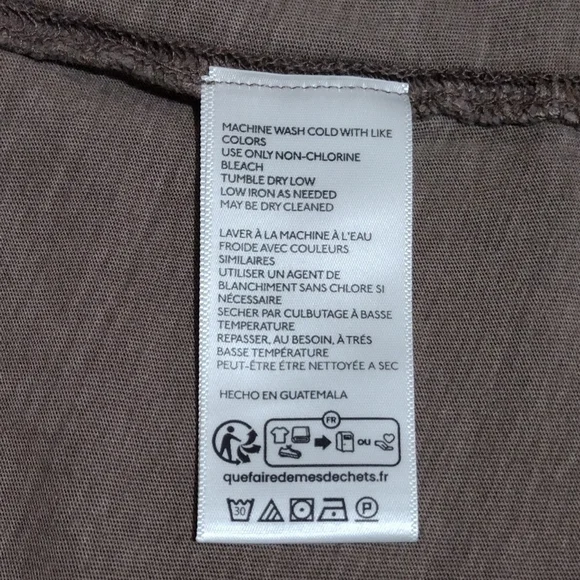 MACHINE WASH COLD WITH LIKE
COLORS
USE ONLY NON-CHLORINE
BLEACH
TUMBLE DRY LOW
LOW IRON AS NEEDED
MAY BE DRY CLEANED
LAVER À LA MACHINE À L'EAU
FROIDE AVEC COULEURS
SIMILAIRES
UTILISER UN AGENT DE
BLANCHIMENT SANS CHLORE SI
NÉCESSAIRE
SECHER PAR CULBUTAGE À BASSE
TEMPERATURE
REPASSER, AU BESOIN, À TRÉS
BASSE TEMPÉRATURE
PEUT-ÊTRE ÉTRE NETTOYÉE A SEC
HECHO EN GUATEMALA
FR
OU
quefairedemesdechets.fr
30
P